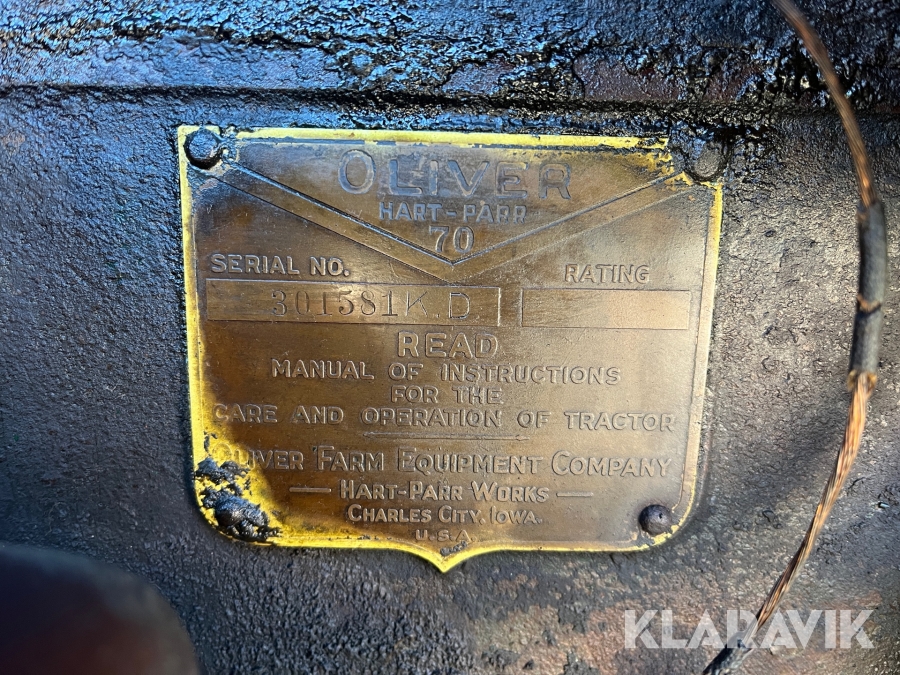 OLIVER
HART-PARR
70
SERIAL NO. RATING
301581K.D
READ
MANUAL OF INSTRUCTIONS
FOR THE
CARE AND OPERATION OF TRACTOR
OLIVER FARM EQUIPMENT COMPANY
— HART-PARR WORKS —
CHARLES CITY, IOWA.
U.S.A.
KLARAVIK